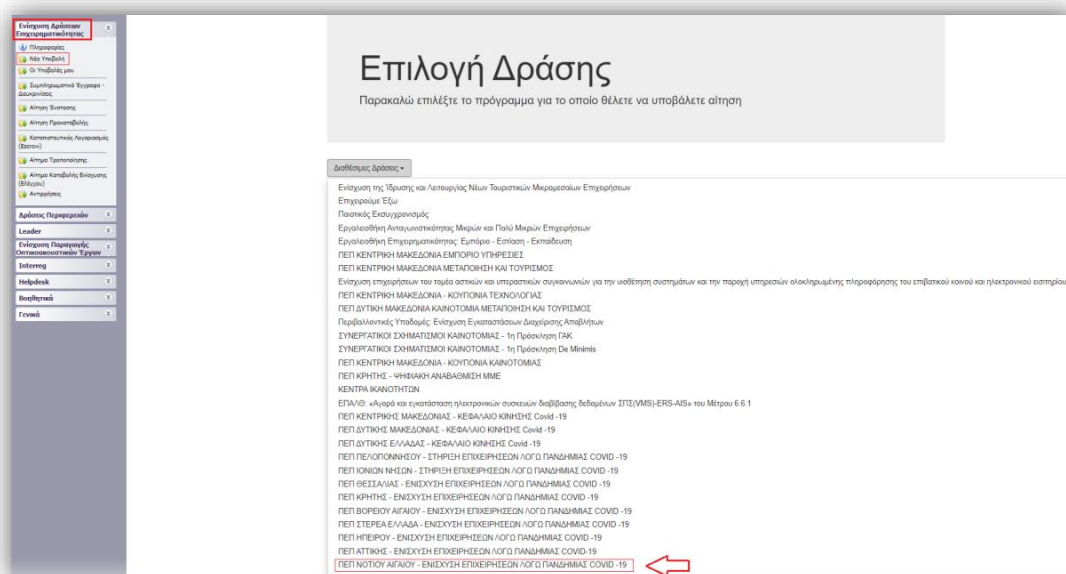 Ενίσχυση Δράσεων
Επιχειρηματικότητας
Πληροφορίες
Νέα Υποβολή
Οι Υποβολές μου
Συμπληρωματικά Έγγραφα -
Διευκρινίσεις
Αίτηση Ένστασης
Αίτηση Προκαταβολής
Καταπιστευτικός Λογαριασμός
(Escrow)
Αίτημα Τροποποίησης
Αίτημα Καταβολής Ενίσχυσης
(Ελέγχου)
Αντιρρήσεις
Δράσεις Περιφερειών
Leader
Ενίσχυση Παραγωγής
Οπτικοακουστικών Έργων
Interreg
Helpdesk
Βοηθητικά
Γενικά
Επιλογή Δράσης
Παρακαλώ επιλέξτε το πρόγραμμα για το οποίο θέλετε να υποβάλετε αίτηση
Διαθέσιμες Δράσεις
Ενίσχυση της Ίδρυσης και Λειτουργίας Νέων Τουριστικών Μικρομεσαίων Επιχειρήσεων
Επιχειρούμε Έξω
Ποιοτικός Εκσυγχρονισμός
Εργαλειοθήκη Ανταγωνιστικότητας Μικρών και Πολύ Μικρών Επιχειρήσεων
Εργαλειοθήκη Επιχειρηματικότητας: Εμπόριο - Εστίαση - Εκπαίδευση
ΠΕΠ ΚΕΝΤΡΙΚΗ ΜΑΚΕΔΟΝΙΑ ΕΜΠΟΡΙΟ ΥΠΗΡΕΣΙΕΣ
ΠΕΠ ΚΕΝΤΡΙΚΗ ΜΑΚΕΔΟΝΙΑ ΜΕΤΑΠΟΙΗΣΗ ΚΑΙ ΤΟΥΡΙΣΜΟΣ
Ενίσχυση επιχειρήσεων του τομέα αστικών και υπεραστικών συγκοινωνιών για την υιοθέτηση συστημάτων και την παροχή υπηρεσιών ολοκληρωμένης πληροφόρησης του επιβατικού κοινού και ηλεκτρονικού εισιτηρίου
ΠΕΠ ΚΕΝΤΡΙΚΗ ΜΑΚΕΔΟΝΙΑ - ΚΟΥΠΟΝΙΑ ΤΕΧΝΟΛΟΓΙΑΣ
ΠΕΠ ΔΥΤΙΚΗ ΜΑΚΕΔΟΝΙΑ ΚΑΙΝΟΤΟΜΙΑ ΜΕΤΑΠΟΙΗΣΗ ΚΑΙ ΤΟΥΡΙΣΜΟΣ
Περιβαλλοντικές Υποδομές: Ενίσχυση Εγκαταστάσεων Διαχείρισης Αποβλήτων
ΣΥΝΕΡΓΑΤΙΚΟΙ ΣΧΗΜΑΤΙΣΜΟΙ ΚΑΙΝΟΤΟΜΙΑΣ - 1η Πρόσκληση ΓΑΚ
ΣΥΝΕΡΓΑΤΙΚΟΙ ΣΧΗΜΑΤΙΣΜΟΙ ΚΑΙΝΟΤΟΜΙΑΣ - 1η Πρόσκληση De Minimis
ΠΕΠ ΚΕΝΤΡΙΚΗ ΜΑΚΕΔΟΝΙΑ - ΚΟΥΠΟΝΙΑ ΚΑΙΝΟΤΟΜΙΑΣ
ΠΕΠ ΚΡΗΤΗΣ - ΨΗΦΙΑΚΗ ΑΝΑΒΑΘΜΙΣΗ ΜΜΕ
ΚΕΝΤΡΑ ΙΚΑΝΟΤΗΤΩΝ
ΕΠΑΛΘ: «Αγορά και εγκατάσταση ηλεκτρονικών συσκευών διαβίβασης δεδομένων ΣΠΣ(VMS)-ERS-AIS» του Μέτρου 6.6.1
ΠΕΠ ΚΕΝΤΡΙΚΗΣ ΜΑΚΕΔΟΝΙΑΣ - ΚΕΦΑΛΑΙΟ ΚΙΝΗΣΗΣ Covid -19
ΠΕΠ ΔΥΤΙΚΗΣ ΜΑΚΕΔΟΝΙΑΣ - ΚΕΦΑΛΑΙΟ ΚΙΝΗΣΗΣ Covid -19
ΠΕΠ ΔΥΤΙΚΗΣ ΕΛΛΑΔΑΣ - ΚΕΦΑΛΑΙΟ ΚΙΝΗΣΗΣ Covid -19
ΠΕΠ ΠΕΛΟΠΟΝΝΗΣΟΥ - ΣΤΗΡΙΞΗ ΕΠΙΧΕΙΡΗΣΕΩΝ ΛΟΓΩ ΠΑΝΔΗΜΙΑΣ COVID -19
ΠΕΠ ΙΟΝΙΩΝ ΝΗΣΩΝ - ΣΤΗΡΙΞΗ ΕΠΙΧΕΙΡΗΣΕΩΝ ΛΟΓΩ ΠΑΝΔΗΜΙΑΣ COVID -19
ΠΕΠ ΘΕΣΣΑΛΙΑΣ - ΕΝΙΣΧΥΣΗ ΕΠΙΧΕΙΡΗΣΕΩΝ ΛΟΓΩ ΠΑΝΔΗΜΙΑΣ COVID -19
ΠΕΠ ΚΡΗΤΗΣ - ΕΝΙΣΧΥΣΗ ΕΠΙΧΕΙΡΗΣΕΩΝ ΛΟΓΩ ΠΑΝΔΗΜΙΑΣ COVID -19
ΠΕΠ ΒΟΡΕΙΟΥ ΑΙΓΑΙΟΥ - ΕΝΙΣΧΥΣΗ ΕΠΙΧΕΙΡΗΣΕΩΝ ΛΟΓΩ ΠΑΝΔΗΜΙΑΣ COVID -19
ΠΕΠ ΣΤΕΡΕΑ ΕΛΛΑΔΑ - ΕΝΙΣΧΥΣΗ ΕΠΙΧΕΙΡΗΣΕΩΝ ΛΟΓΩ ΠΑΝΔΗΜΙΑΣ COVID -19
ΠΕΠ ΗΠΕΙΡΟΥ - ΕΝΙΣΧΥΣΗ ΕΠΙΧΕΙΡΗΣΕΩΝ ΛΟΓΩ ΠΑΝΔΗΜΙΑΣ COVID -19
ΠΕΠ ΑΤΤΙΚΗΣ - ΕΝΙΣΧΥΣΗ ΕΠΙΧΕΙΡΗΣΕΩΝ ΛΟΓΩ ΠΑΝΔΗΜΙΑΣ COVID-19
ΠΕΠ ΝΟΤΙΟΥ ΑΙΓΑΙΟΥ - ΕΝΙΣΧΥΣΗ ΕΠΙΧΕΙΡΗΣΕΩΝ ΛΟΓΩ ΠΑΝΔΗΜΙΑΣ COVID -19